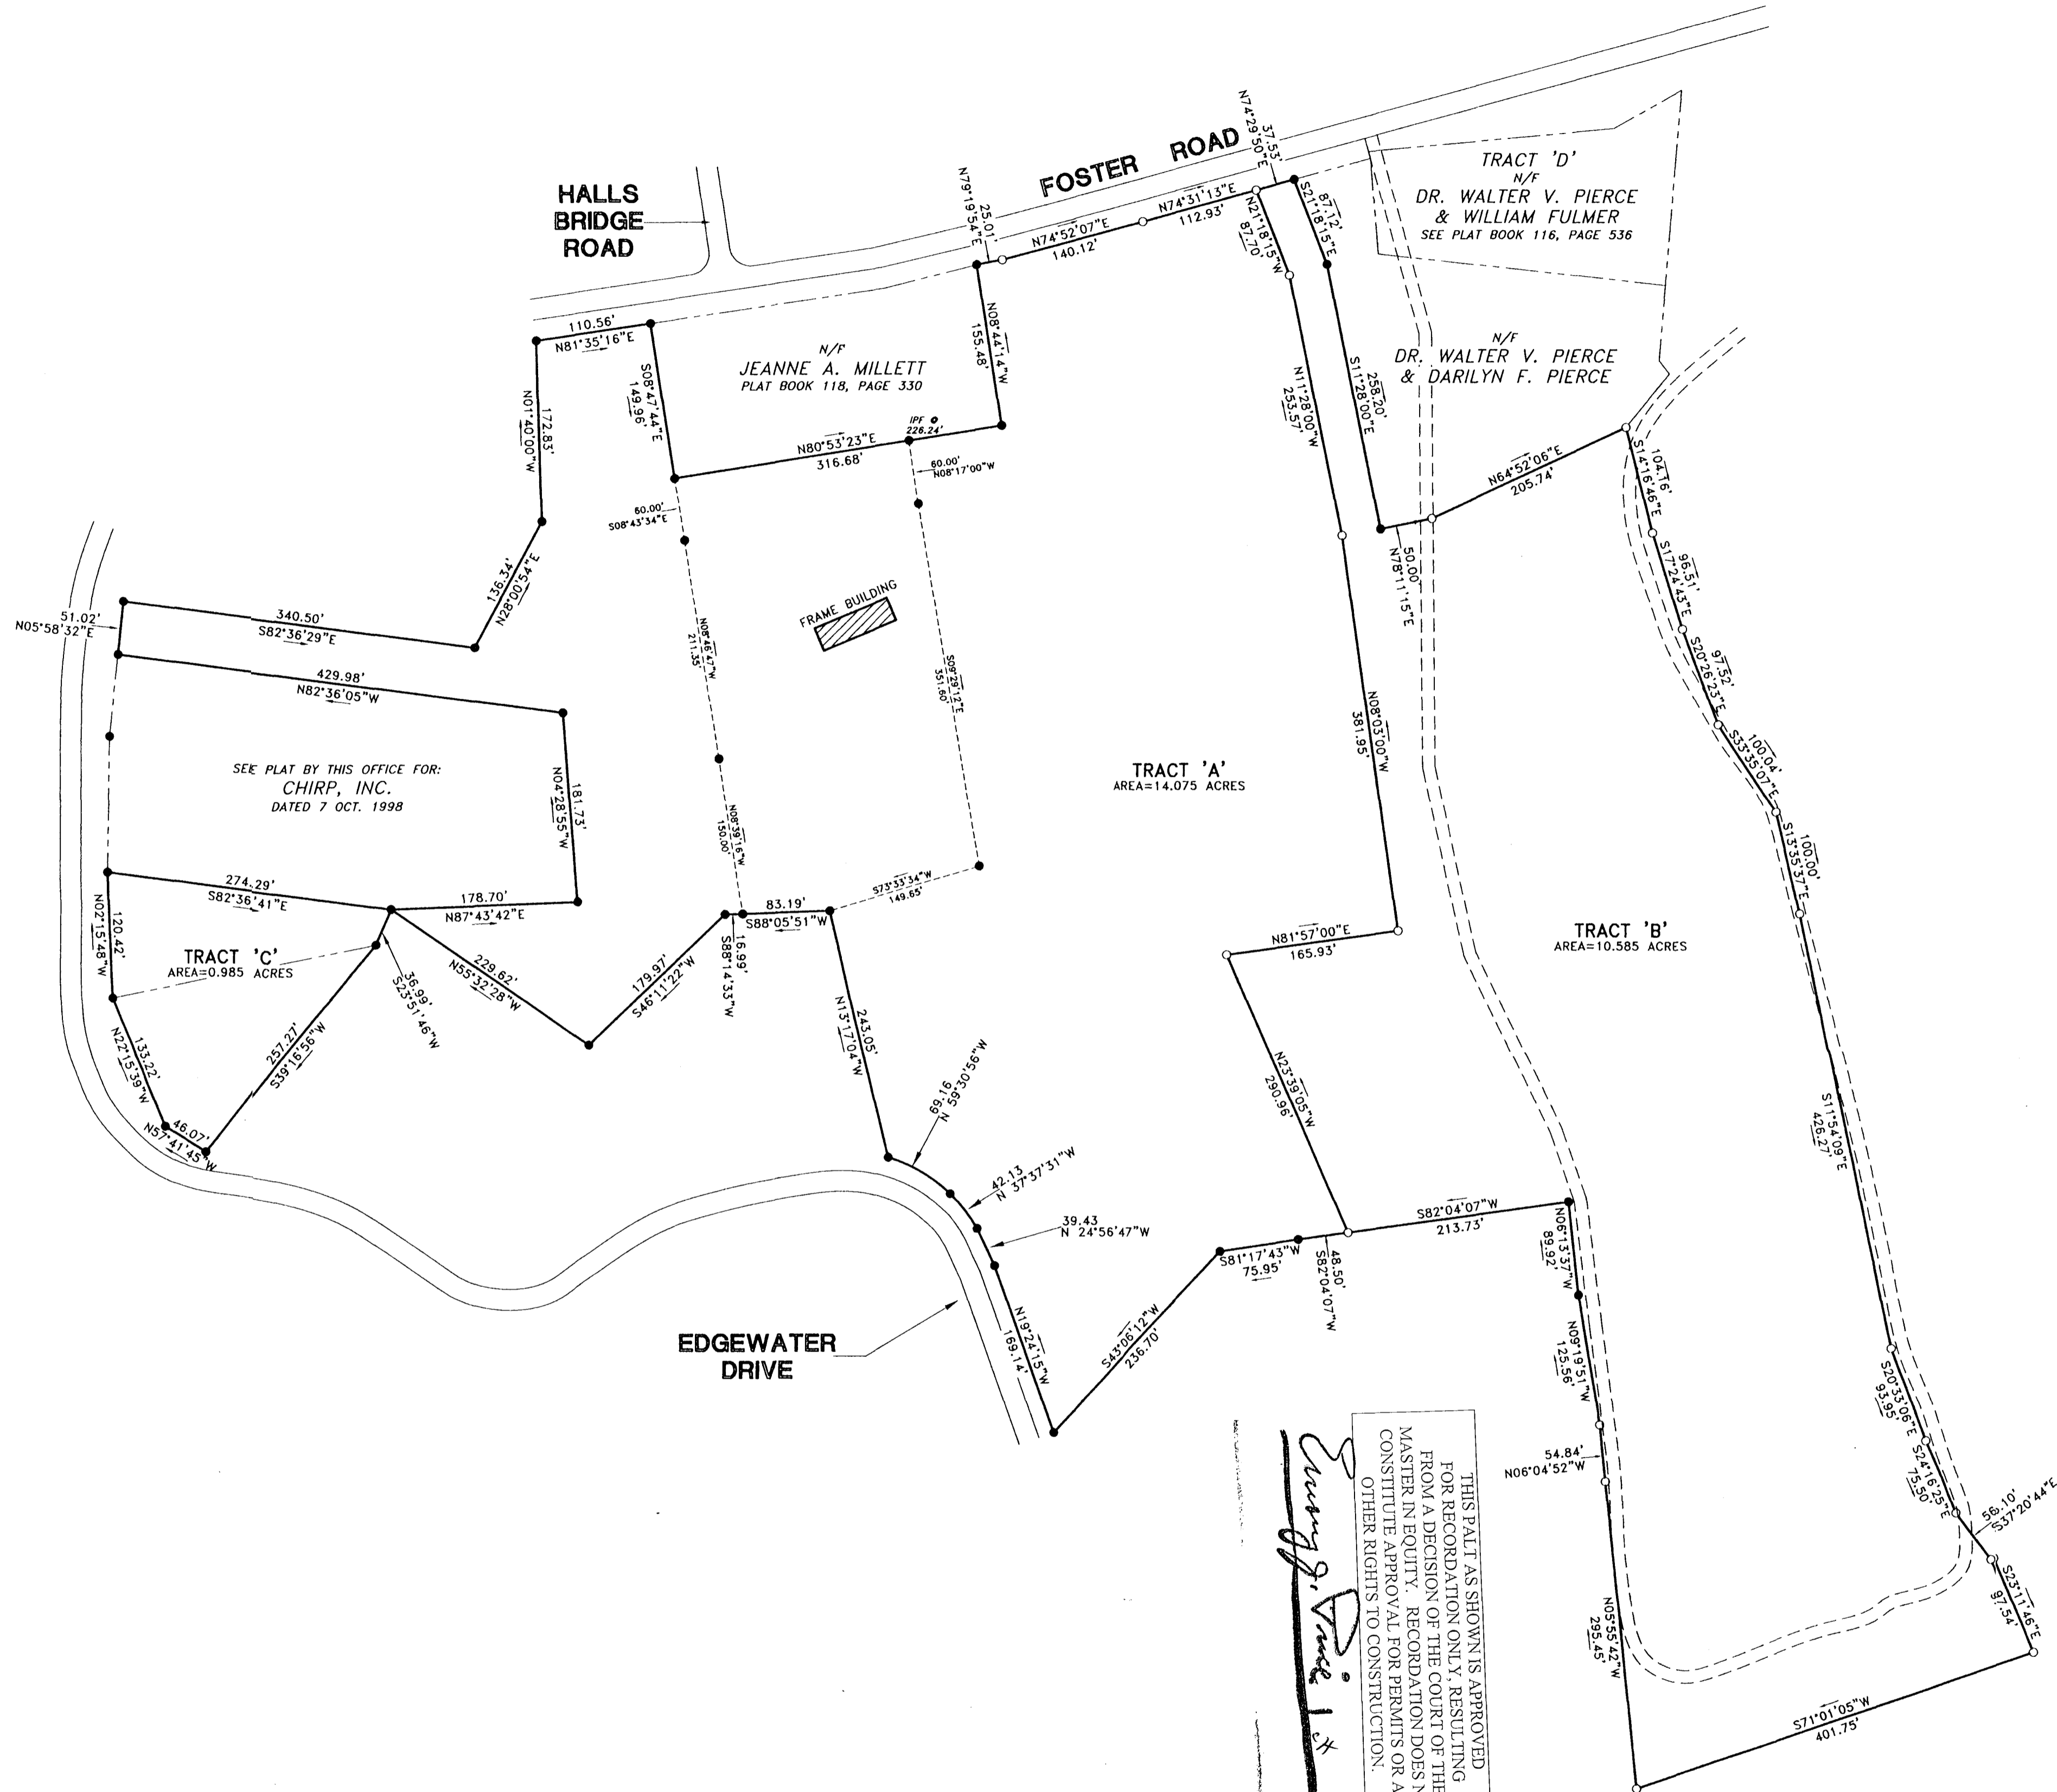 HALLS
BRIDGE
ROAD
FOSTER ROAD
N79°19'54"E
25.01'
N74°52'07"E
140.12'
N74°31'13"E
112.93'
N74°29'50"E
37.53'
N21°18'15"W
87.70'
S21°18'15"E
87.12'
TRACT 'D'
N/F
DR. WALTER V. PIERCE
& WILLIAM FULMER
SEE PLAT BOOK 116, PAGE 536
N/F
DR. WALTER V. PIERCE
& DARILYN F. PIERCE
110.56'
N81°35'16"E
S08°47'44"E
149.96'
N/F
JEANNE A. MILLETT
PLAT BOOK 118, PAGE 330
N08°44'14"W
155.48'
IPF
226.24'
N80°53'23"E
316.68'
60.00'
N08°17'00"W
60.00'
S08°43'34"E
172.83'
N01°40'00"W
136.34'
N28°00'54"E
N11°28'00"W
253.57'
258.20'
S11°28'00"E
50.00'
N78°11'15"E
N64°52'06"E
205.74'
104.16'
S14°16'46"E
96.51'
S17°24'43"E
97.52'
S20°26'23"E
100.04'
S33°35'07"E
100.00'
S13°35'37"E
51.02'
N05°58'32"E
340.50'
S82°36'29"E
429.98'
N82°36'05"W
FRAME BUILDING
N08°46'47"W
211.35'
S09°29'12"E
351.60'
N08°03'00"W
381.95'
SEE PLAT BY THIS OFFICE FOR:
CHIRP, INC.
DATED 7 OCT. 1998
181.73'
N04°28'55"W
TRACT 'A'
AREA=14.075 ACRES
N08°39'16"W
150.00'
S73°33'34"W
149.65'
274.29'
S82°36'41"E
178.70'
N87°43'42"E
83.19'
S88°05'51"W
16.99'
S88°14'33"W
120.42'
N02°15'48"W
TRACT 'C'
AREA=0.985 ACRES
36.99'
S23°51'46"W
229.62'
N55°32'28"W
179.97'
S46°11'22"W
N81°57'00"E
165.93'
TRACT 'B'
AREA=10.585 ACRES
133.22'
N22°15'39"W
257.27'
S39°16'56"W
46.07'
N57°41'45"W
243.05'
N13°17'04"W
69.16
N 59°30'56"W
42.13
N 37°37'31"W
39.43
N 24°56'47"W
N23°39'05"W
290.96'
S11°54'09"E
426.27'
S82°04'07"W
213.73'
S81°17'43"W
75.95'
48.50'
S82°04'07"W
N06°13'37"W
89.92'
EDGEWATER
DRIVE
N19°24'15"W
169.14'
S43°06'12"W
236.70'
N09°19'51"W
125.56'
S20°33'06"E
93.95'
S24°16'25"E
75.50'
54.84'
N06°04'52"W
56.10'
S37°20'44"E
S23°11'46"E
97.54'
N05°55'42"W
295.45'
S71°01'05"W
401.75'
THIS PALT AS SHOWN IS APPROVED
FOR RECORDATION ONLY, RESULTING
FROM A DECISION OF THE COURT OF THE
MASTER IN EQUITY. RECORDATION DOES
CONSTITUTE APPROVAL FOR PERMITS OR
OTHER RIGHTS TO CONSTRUCTION.